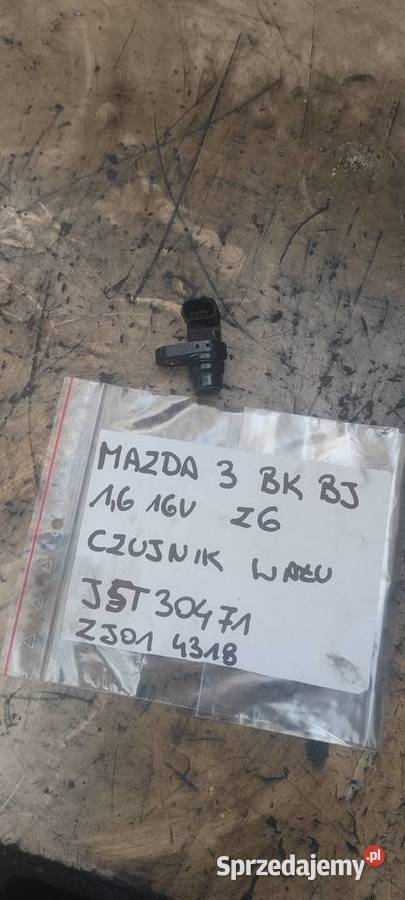 MAZDA 3 BK BJ
1,6 16V Z6
CZUJNIK WAŁU
J5T30471
ZJ01 4318
Sprzedajemy.pl